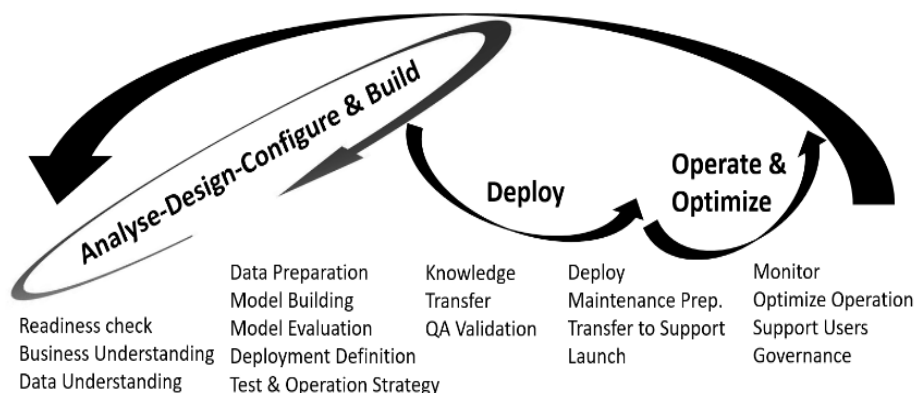 Analyse-Design-Configure & Build
Deploy
Operate &
Optimize
Readiness check
Business Understanding
Data Understanding
Data Preparation
Model Building
Model Evaluation
Deployment Definition
Test & Operation Strategy
Knowledge
Transfer
QA Validation
Deploy
Maintenance Prep.
Transfer to Support
Launch
Monitor
Optimize Operation
Support Users
Governance